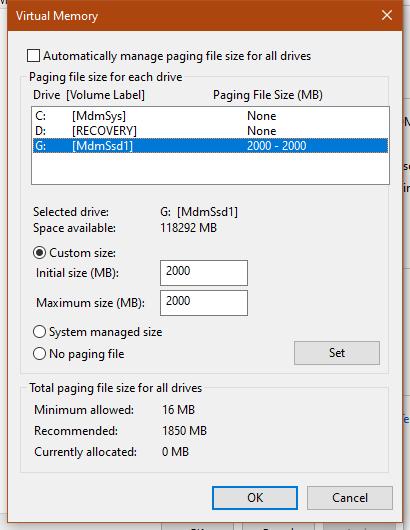 Virtual Memory
Automatically manage paging file size for all drives
Paging file size for each drive
Drive [Volume Label] Paging File Size (MB)
C: [MdmSys] None
D: [RECOVERY] None
G: [MdmSsd1] 2000 - 2000
Selected drive: G: [MdmSsd1]
Space available: 118292 MB
Custom size:
Initial size (MB): 2000
Maximum size (MB): 2000
System managed size
No paging file
Set
Total paging file size for all drives
Minimum allowed: 16 MB
Recommended: 1850 MB
Currently allocated: 0 MB
OK Cancel